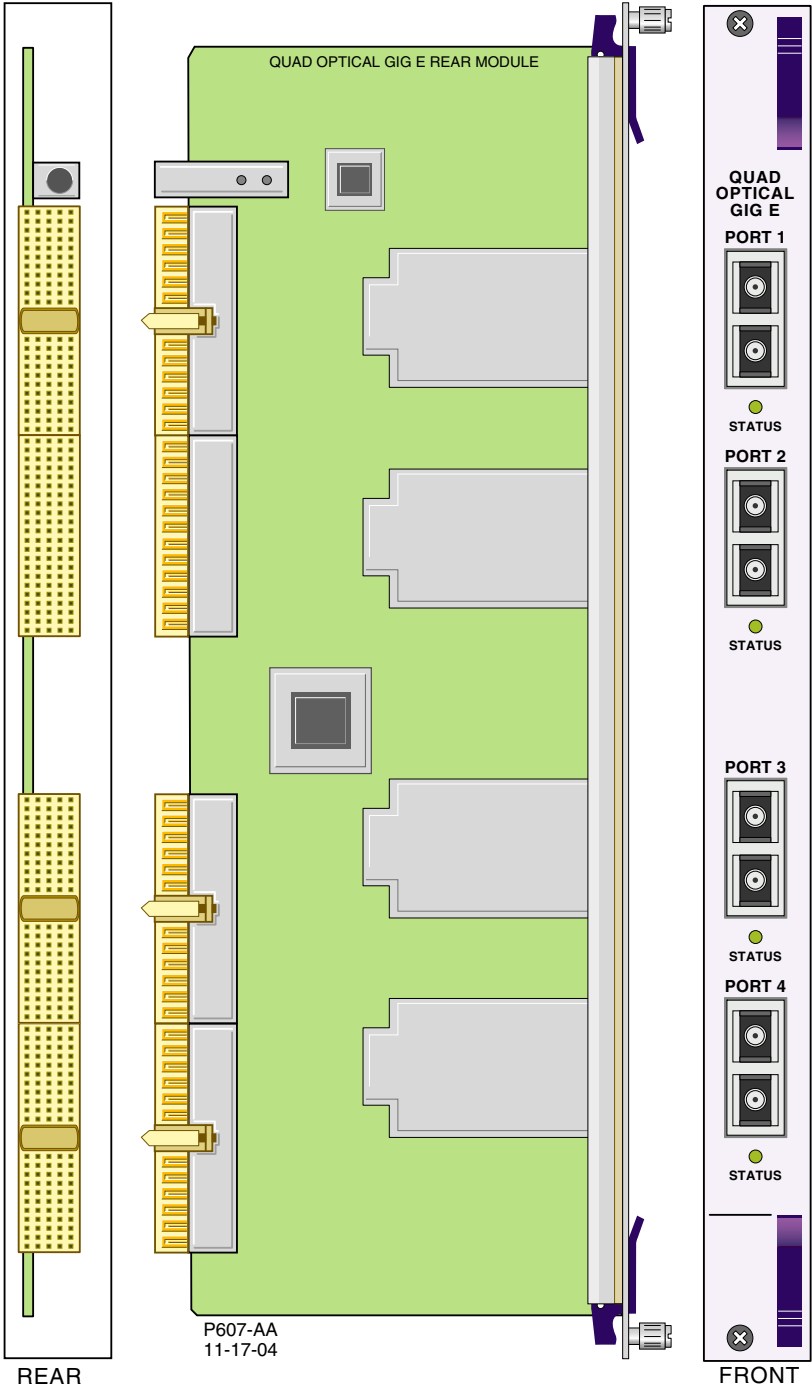 QUAD OPTICAL GIG E REAR MODULE
P607-AA
11-17-04
REAR
QUAD
OPTICAL
GIG E
PORT 1
STATUS
PORT 2
STATUS
PORT 3
STATUS
PORT 4
STATUS
FRONT